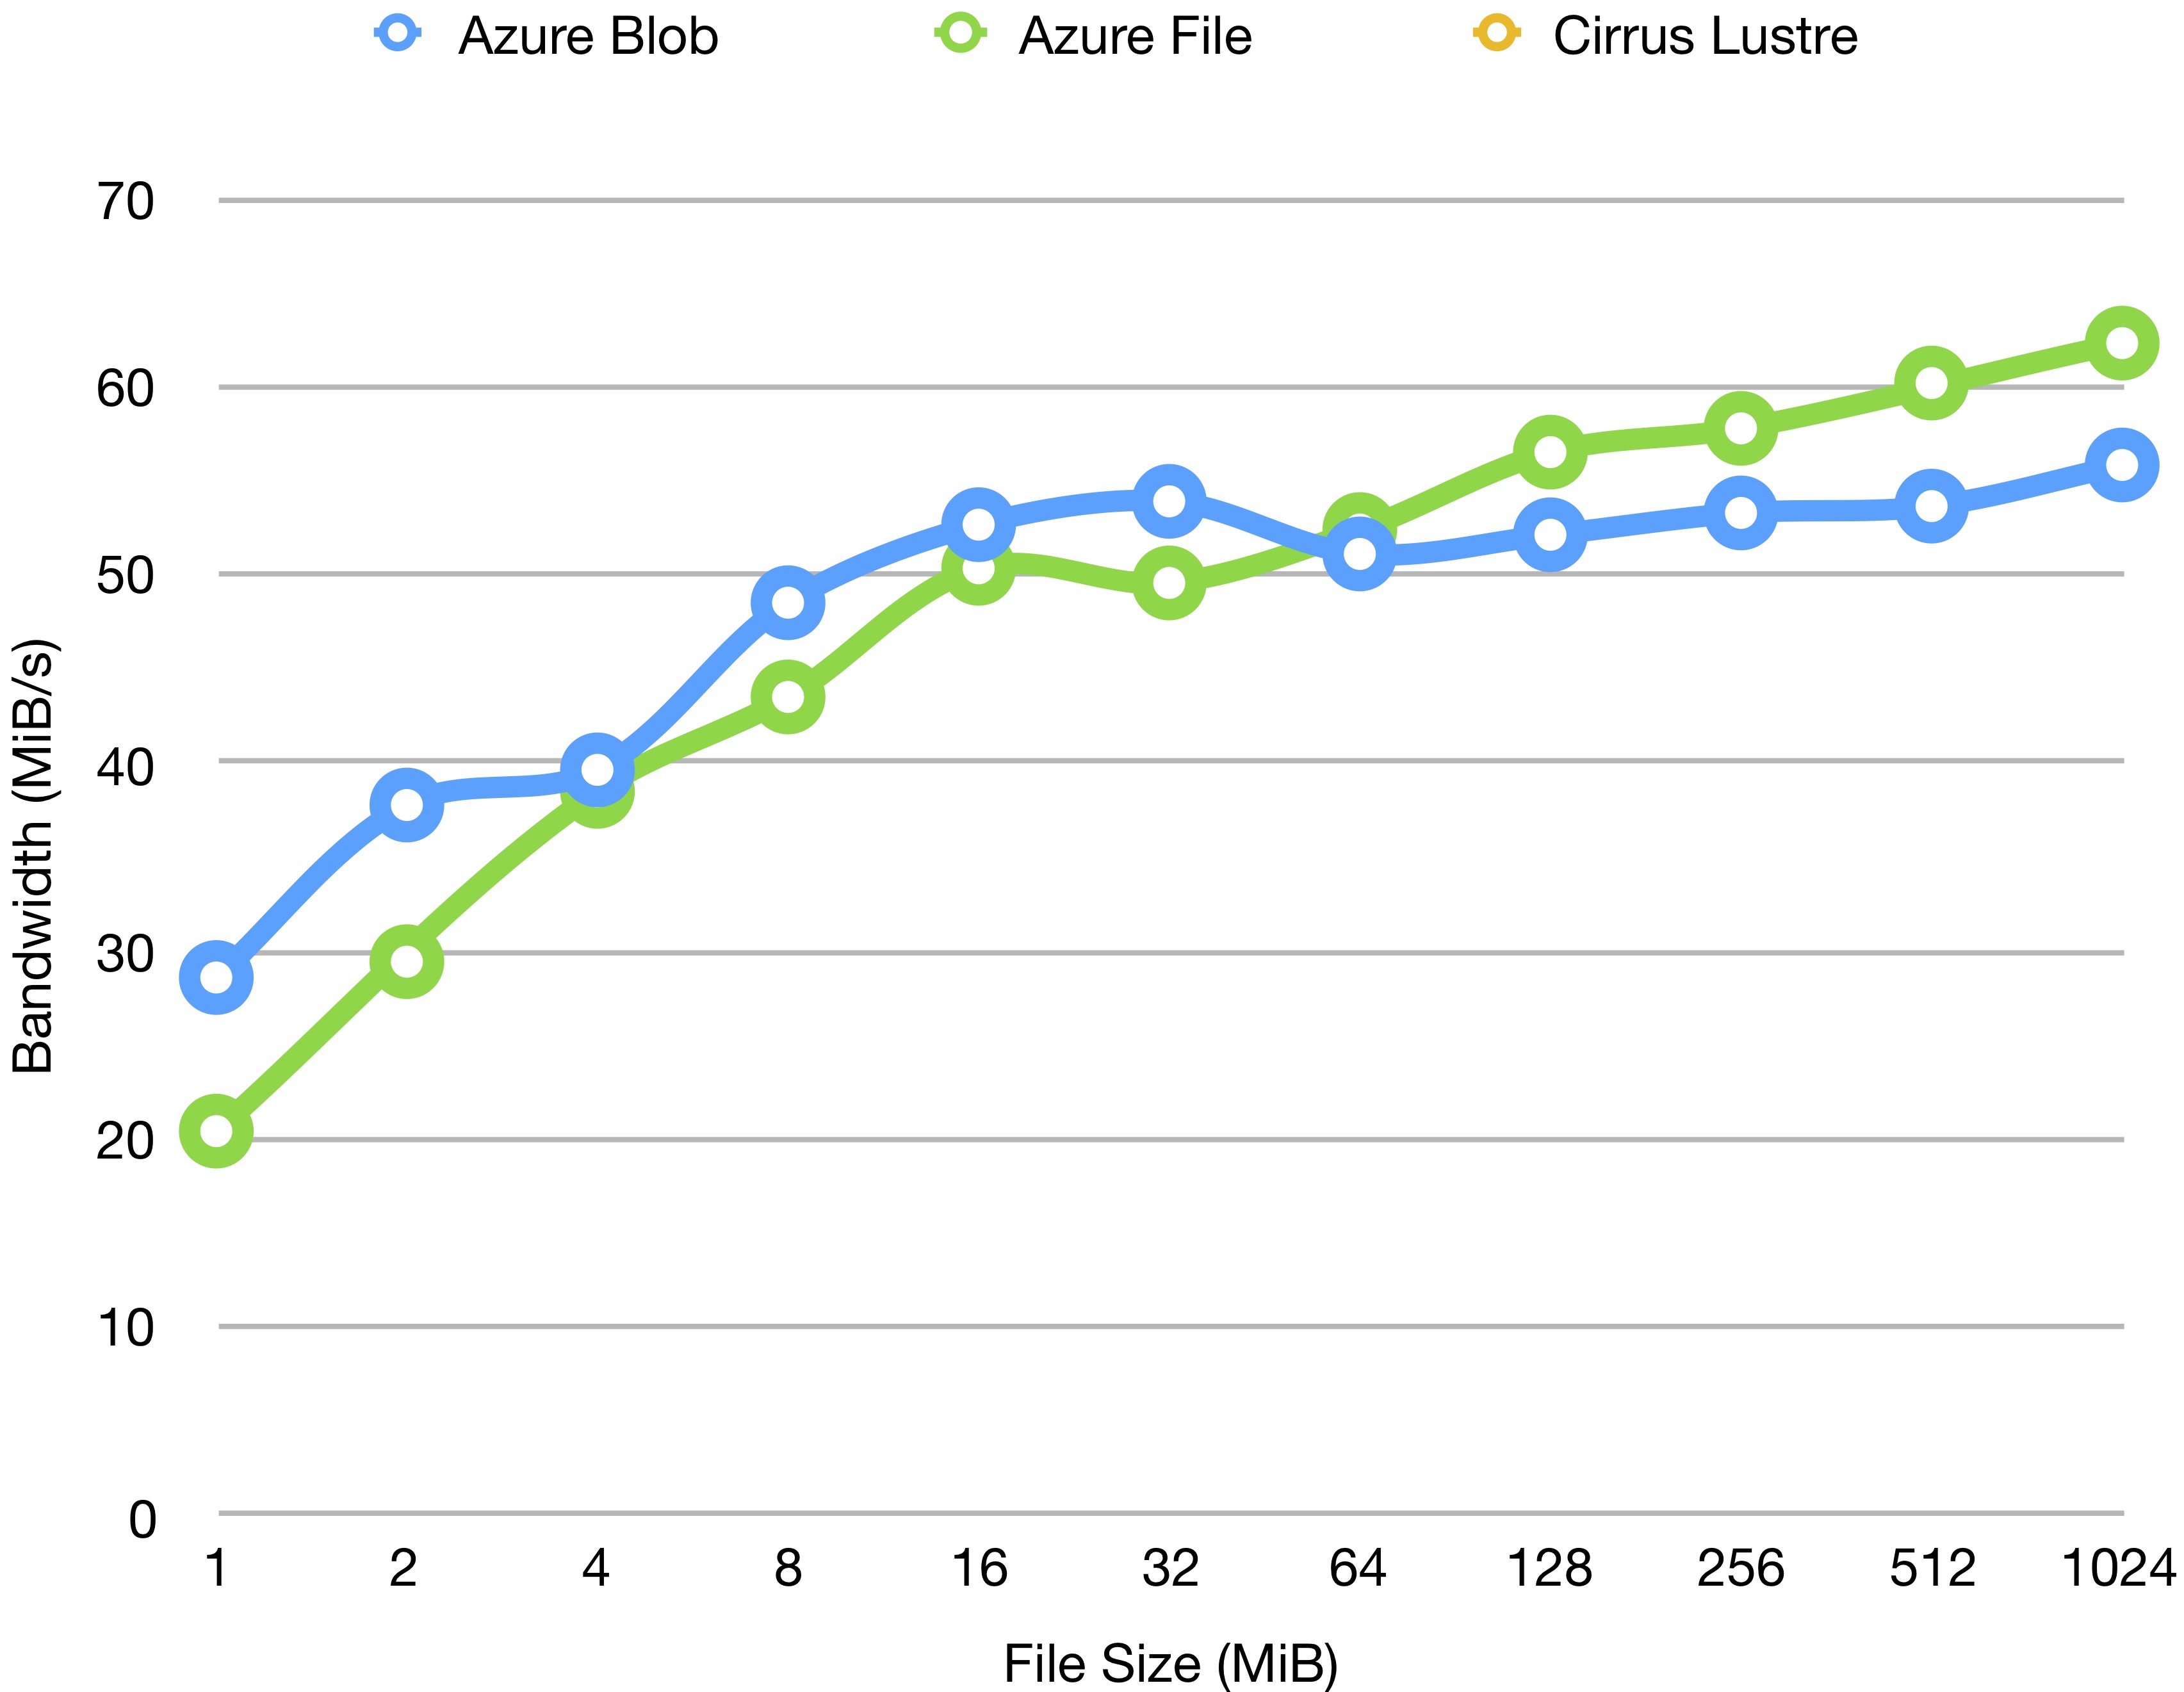 Azure Blob Azure File Cirrus Lustre
70
60
50
40
30
20
10
0
Bandwidth (MiB/s)
1 2 4 8 16 32 64 128 256 512 1024
File Size (MiB)